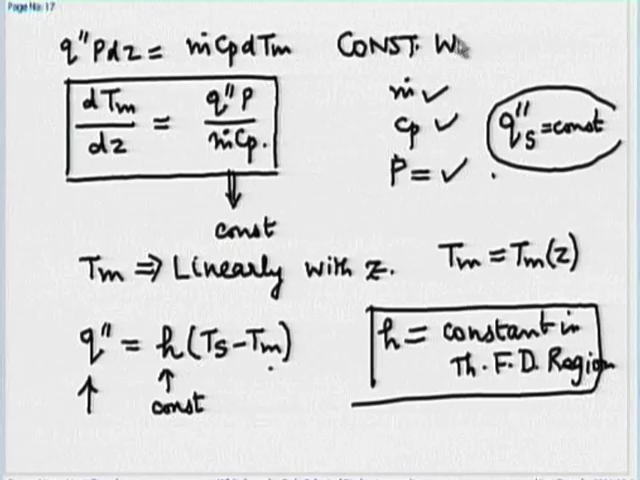 Page No: 17
q"Pdz = ṁCpdTm CONST. W
dTm/dz = q"P/ṁCp.
ṁ ✓
Cp ✓
P = ✓ .
q"s = const
const
Tm ⇒ Linearly with z. Tm = Tm(z)
q" = h(Ts - Tm)
const
h = constant in
Th. F. D. Region